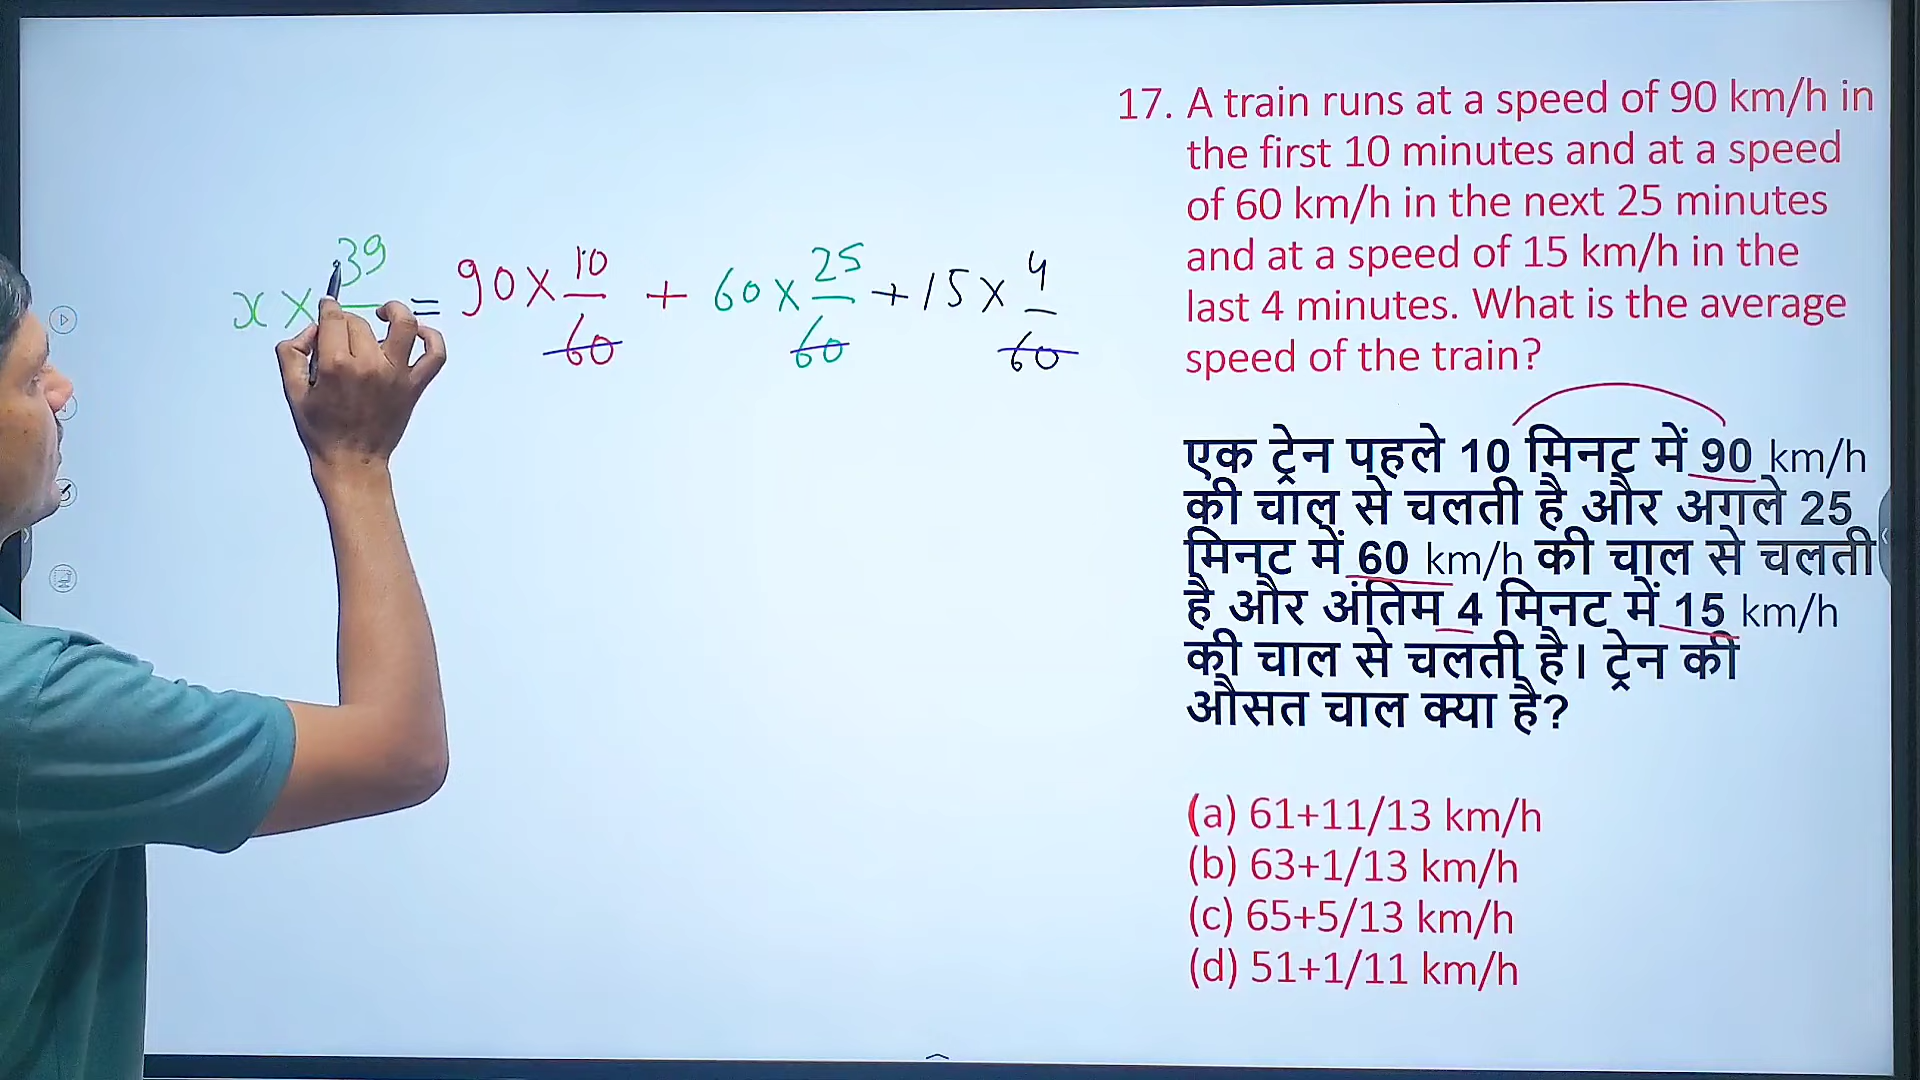 x × 39 = 90 × 10/60 + 60 × 25/60 + 15 × 4/60
17. A train runs at a speed of 90 km/h in
the first 10 minutes and at a speed
of 60 km/h in the next 25 minutes
and at a speed of 15 km/h in the
last 4 minutes. What is the average
speed of the train?
एक ट्रेन पहले 10 मिनट में 90 km/h
की चाल से चलती है और अगले 25
मिनट में 60 km/h की चाल से चलती
है और अंतिम 4 मिनट में 15 km/h
की चाल से चलती है। ट्रेन की
औसत चाल क्या है?
(a) 61+11/13 km/h
(b) 63+1/13 km/h
(c) 65+5/13 km/h
(d) 51+1/11 km/h